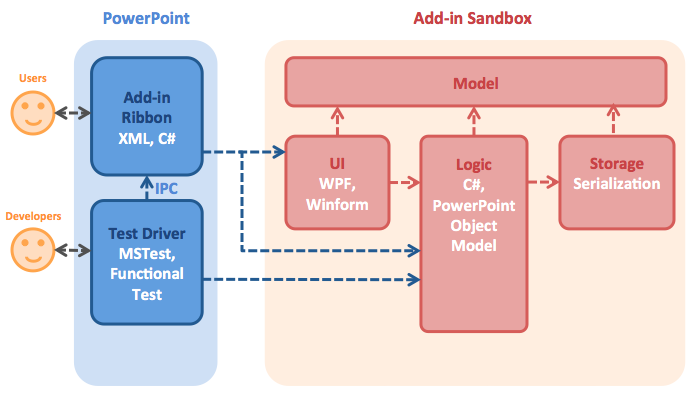 PowerPoint
Add-in Sandbox
Users
Add-in
Ribbon
XML, C#
Model
IPC
UI
WPF,
Winform
Logic
C#,
PowerPoint
Object
Model
Storage
Serialization
Developers
Test Driver
MSTest,
Functional
Test